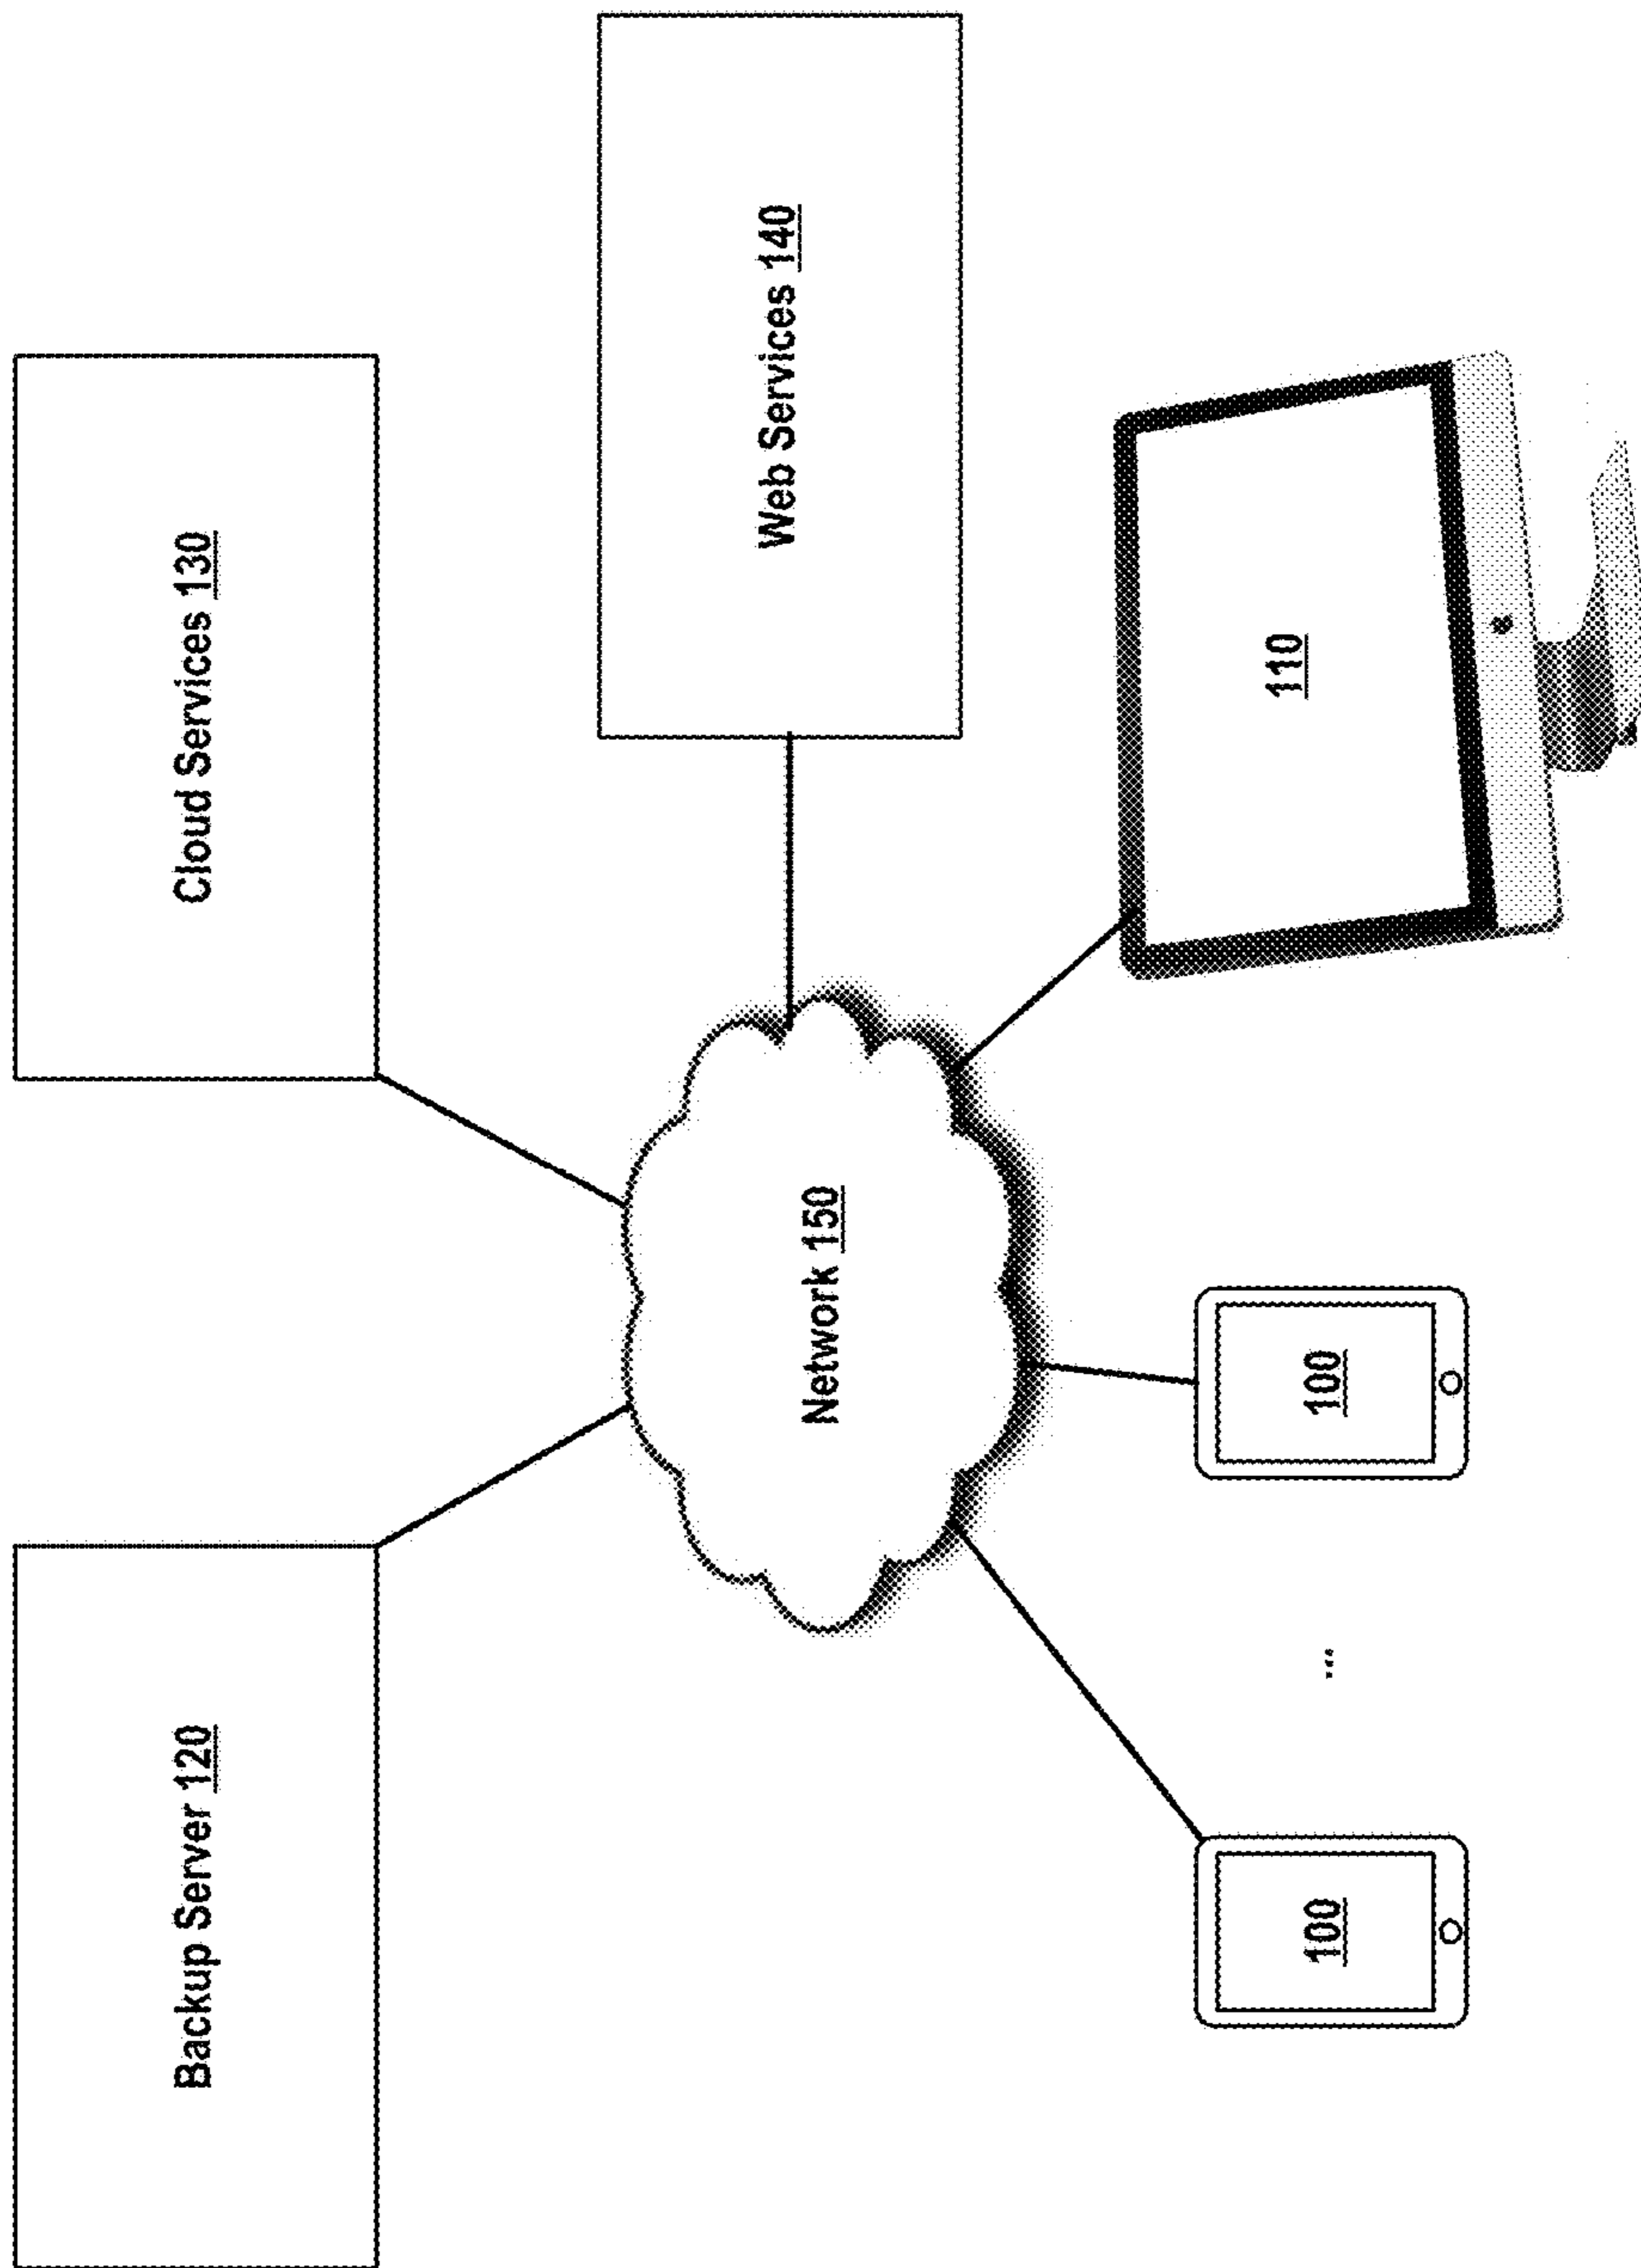 Backup Server 120
Cloud Services 130
Web Services 140
Network 150
100
...
100
110